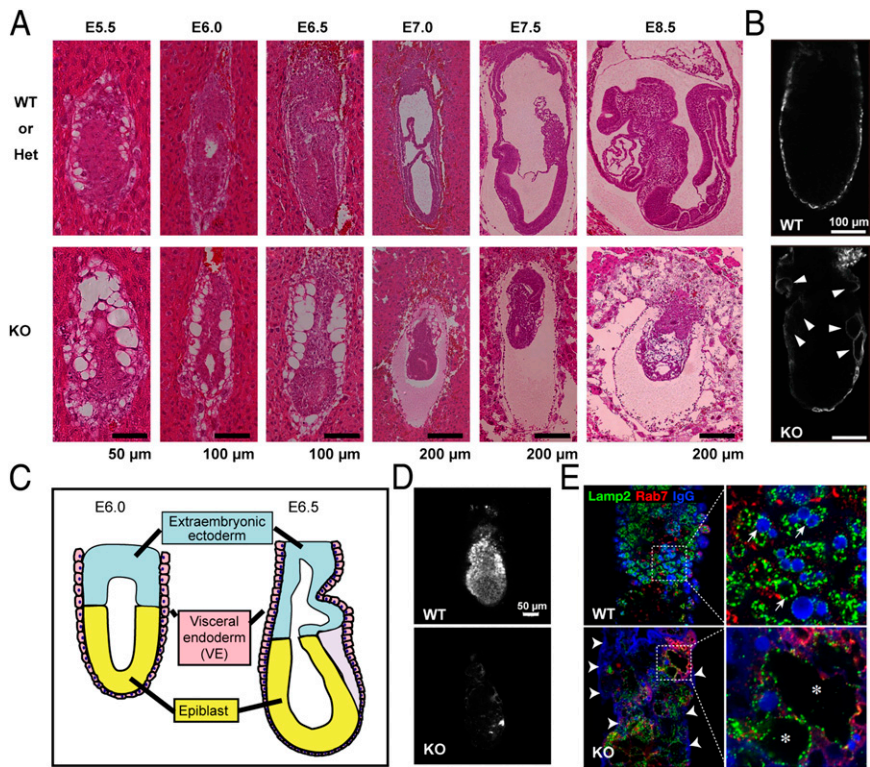 A
E5.5 E6.0 E6.5 E7.0 E7.5 E8.5
WT
or
Het
KO
50 µm 100 µm 100 µm 200 µm 200 µm 200 µm
B
WT
100 µm
KO
C
E6.0 E6.5
Extraembryonic
ectoderm
Visceral
endoderm
(VE)
Epiblast
D
WT
50 µm
KO
E
Lamp2 Rab7 IgG
WT
KO
*
*